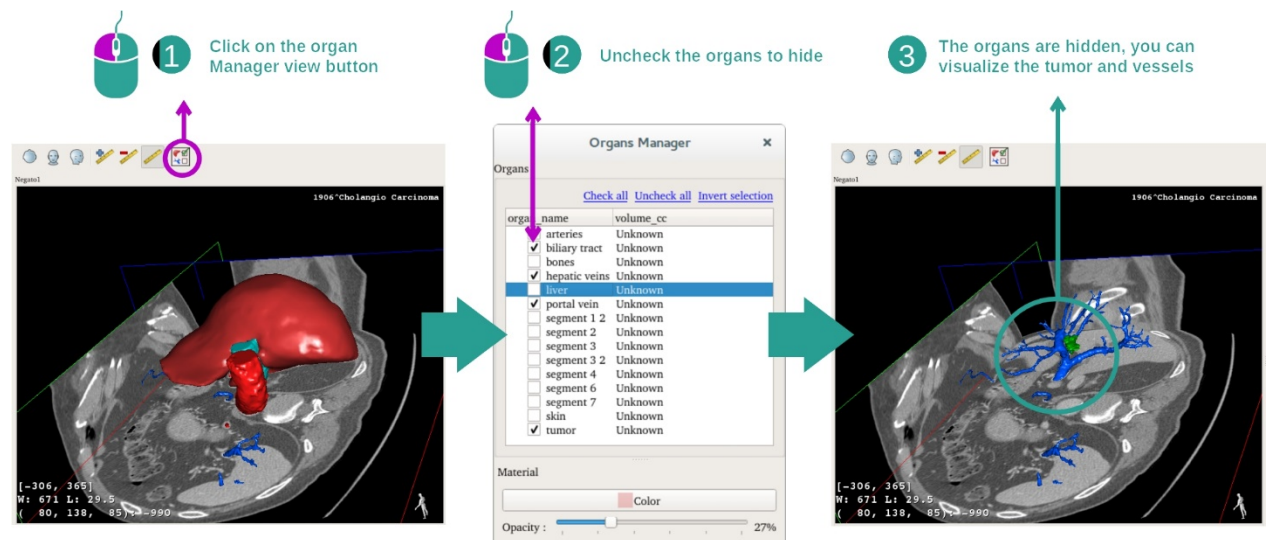 1
Click on the organ
Manager view button
2
Uncheck the organs to hide
3
The organs are hidden, you can
visualize the tumor and vessels
Negato1
1906^Cholangio Carcinoma
[-306, 365]
W: 671 L: 29.5
( 80, 138, 85): -990
Organs Manager
×
Organs
Check all Uncheck all Invert selection
volume_cc
arteries Unknown
biliary tract Unknown
bones Unknown
hepatic veins Unknown
liver Unknown
portal vein Unknown
segment 1 2 Unknown
segment 2 Unknown
segment 3 Unknown
segment 3 2 Unknown
segment 4 Unknown
segment 6 Unknown
segment 7 Unknown
skin Unknown
tumor Unknown
Material
Color
Opacity : 27%
Negato1
1906^Cholangio Carcinoma
[-306, 365]
W: 671 L: 29.5
( 80, 138, 85): -990